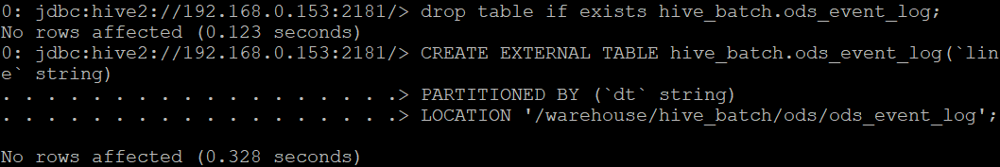 0: jdbc:hive2://192.168.0.153:2181/> drop table if exists hive_batch.ods_event_log;
No rows affected (0.123 seconds)
0: jdbc:hive2://192.168.0.153:2181/> CREATE EXTERNAL TABLE hive_batch.ods_event_log(`lin
e` string)
. . . . . . . . . . . . . . . . . . .> PARTITIONED BY (`dt` string)
. . . . . . . . . . . . . . . . . . .> LOCATION '/warehouse/hive_batch/ods/ods_event_log';
No rows affected (0.328 seconds)